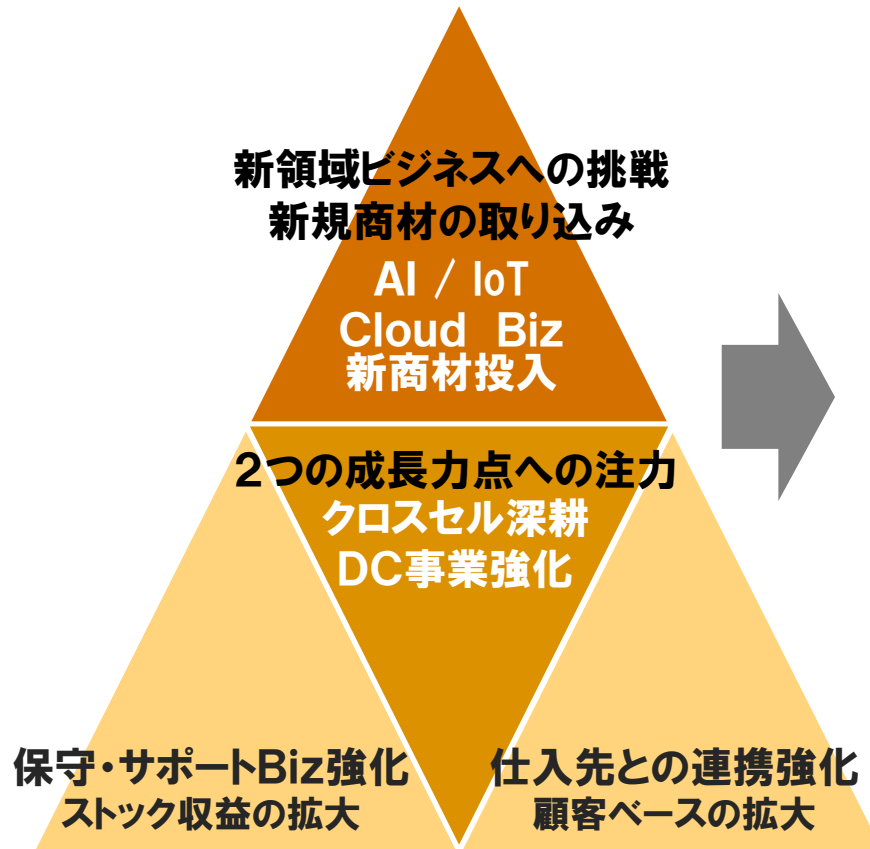 新領域ビジネスへの挑戦
新規商材の取り込み
AI / IoT
Cloud Biz
新商材投入
2つの成長力点への注力
クロスセル深耕
DC事業強化
保守・サポートBiz強化
ストック収益の拡大
仕入先との連携強化
顧客ベースの拡大